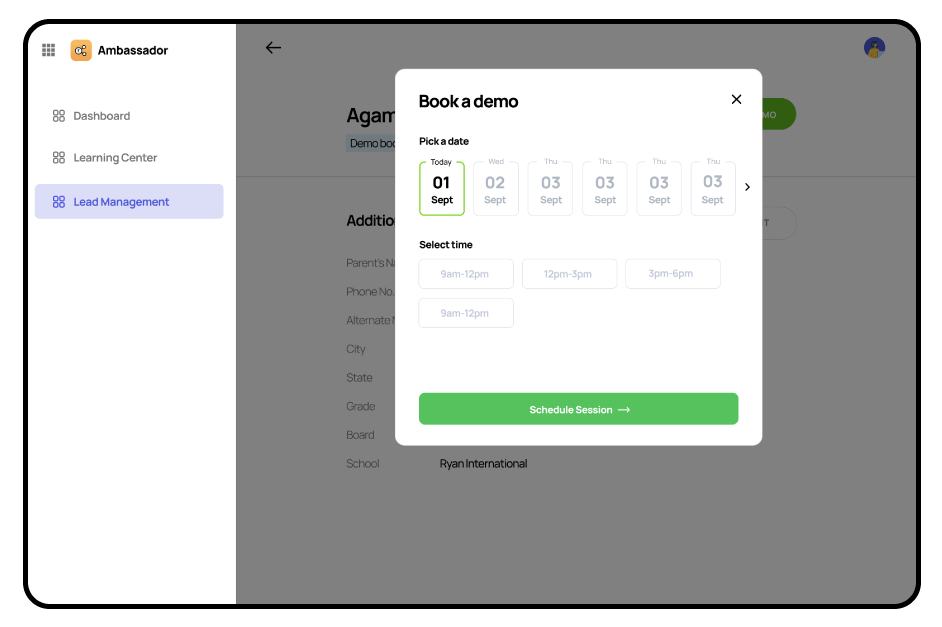 Ambassador
Dashboard
Learning Center
Lead Management
Book a demo
Pick a date
Today Wed Thu Thu Thu Thu
01 02 03 03 03 03
Sept Sept Sept Sept Sept Sept
Select time
9am-12pm 12pm-3pm 3pm-6pm
9am-12pm
Schedule Session →
Agam
Demo boo
MO
Additio
T
Parent's Na
Phone No.
Alternate
City
State
Grade
Board
School Ryan International